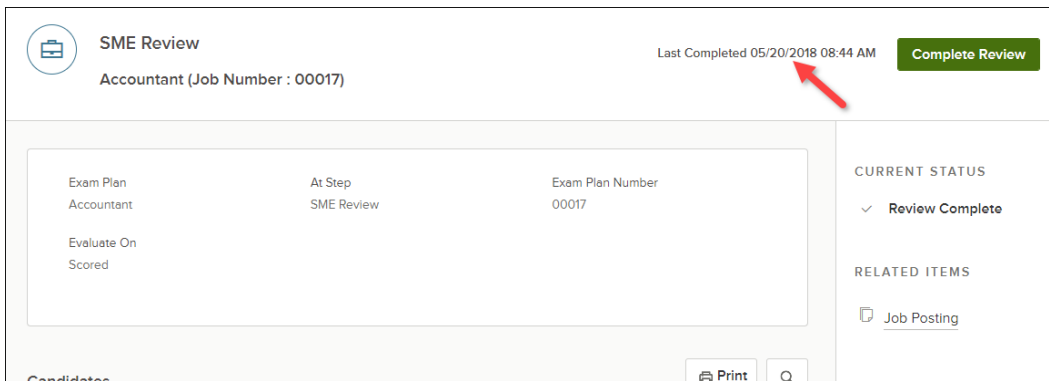 SME Review
Accountant (Job Number : 00017)
Last Completed 05/20/2018 08:44 AM
Complete Review
Exam Plan
Accountant
At Step
SME Review
Exam Plan Number
00017
Evaluate On
Scored
CURRENT STATUS
Review Complete
RELATED ITEMS
Job Posting
Candidates
Print